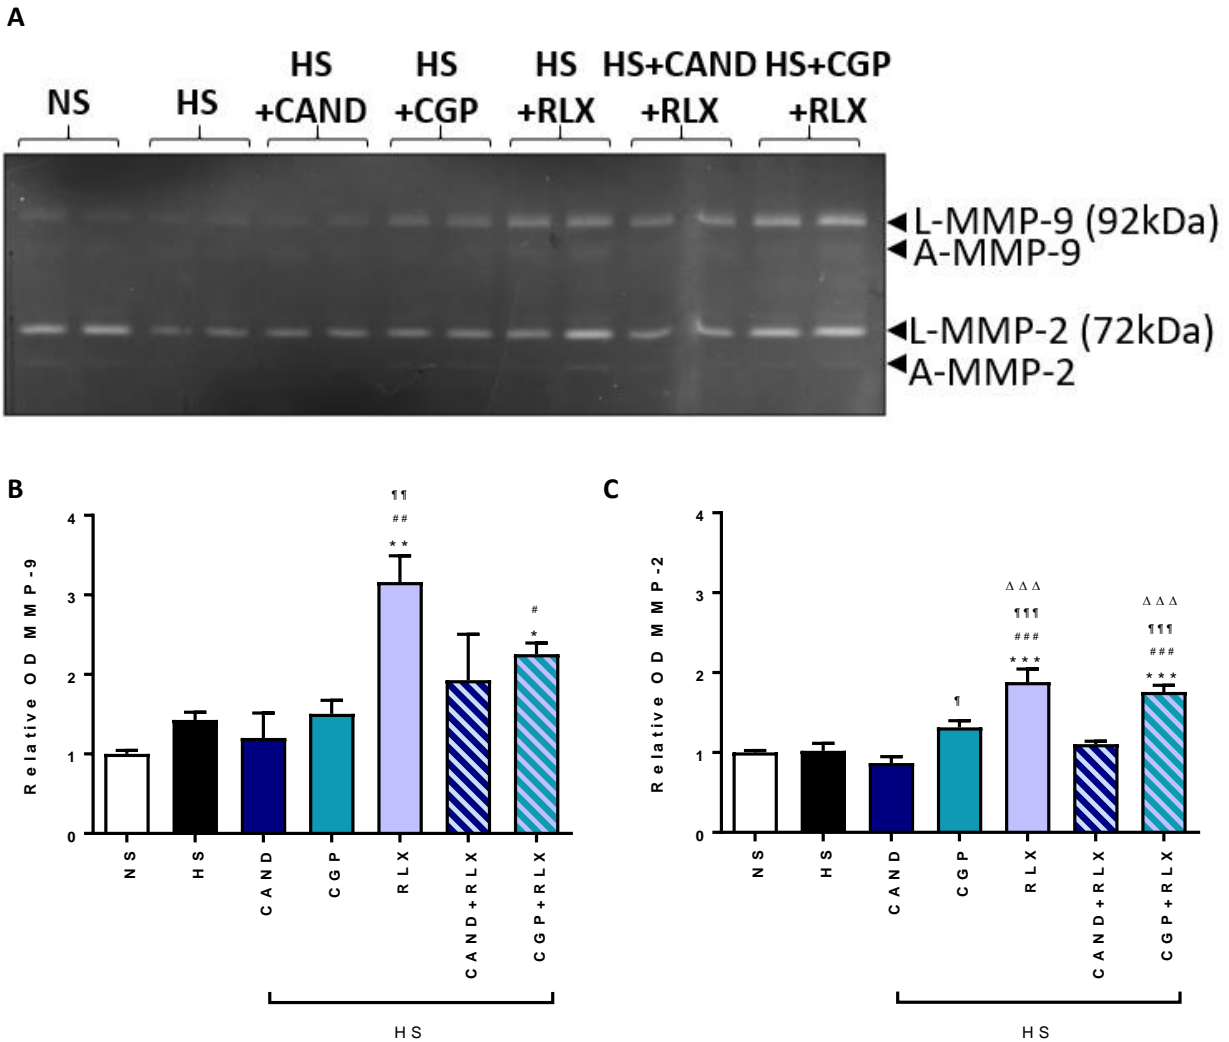 A
NS
HS
HS
+CAND
HS
+CGP
HS
+RLX
HS+CAND
+RLX
HS+CGP
+RLX
◄L-MMP-9 (92kDa)
◄A-MMP-9
◄L-MMP-2 (72kDa)
◄A-MMP-2
B
Relative OD MMP-9
4
3
2
1
0
¶¶
##
**
#
*
NS
HS
CAND
CGP
RLX
CAND+RLX
CGP+RLX
HS
C
Relative OD MMP-2
4
3
2
1
0
¶
Δ Δ Δ
¶¶¶
###
***
Δ Δ Δ
¶¶¶
###
***
NS
HS
CAND
CGP
RLX
CAND+RLX
CGP+RLX
HS